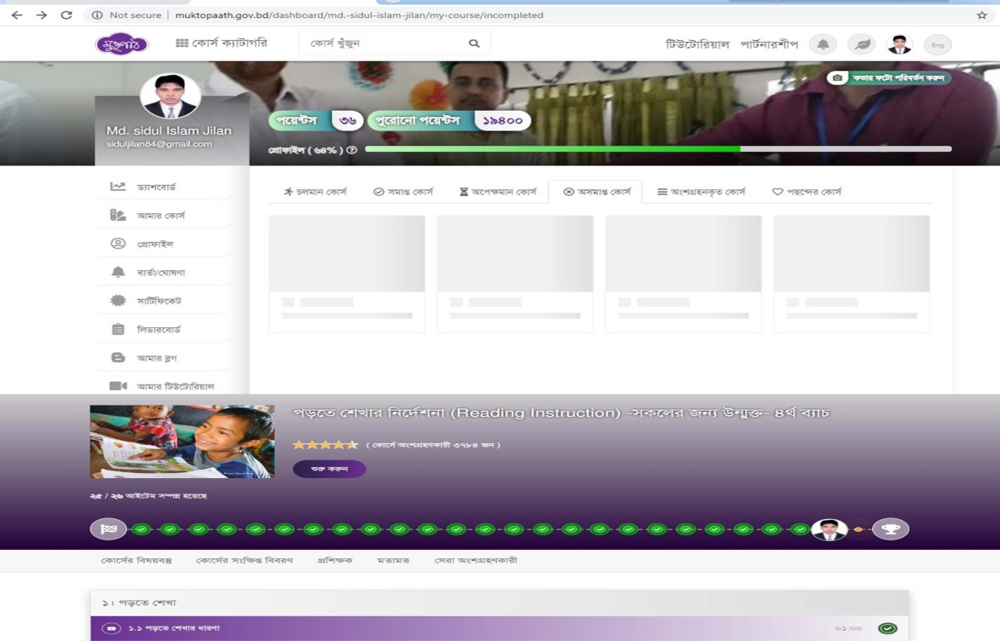 Not secure | muktopaath.gov.bd/dashboard/md.-sidul-islam-jilan/my-course/incompleted
মুক্তপাঠ কোর্স ক্যাটাগরি কোর্স খুঁজুন টিউটোরিয়াল পার্টনারশীপ Eng
কভার ফটো পরিবর্তন করুন
পয়েন্টস ৩৬ পুরোনো পয়েন্টস ১৯৪০০
Md. sidul Islam Jilan
siduljilan84@gmail.com
প্রোফাইল ( ৬৪% )
ড্যাশবোর্ড
আমার কোর্স
প্রোফাইল
বার্তা/ঘোষণা
সার্টিফিকেট
লিডারবোর্ড
আমার ব্লগ
আমার টিউটোরিয়াল
চলমান কোর্স সমাপ্ত কোর্স অপেক্ষমান কোর্স অসমাপ্ত কোর্স অংশগ্রহনকৃত কোর্স পছন্দের কোর্স
পড়তে শেখার নির্দেশনা (Reading Instruction) -সকলের জন্য উন্মুক্ত- ৪র্থ ব্যাচ
( কোর্সে অংশগ্রহণকারী ৩৭৮৪ জন )
শুরু করুন
২৫ / ২৬ আইটেম সম্পন্ন হয়েছে
কোর্সের বিষয়বস্তু কোর্সের সংক্ষিপ্ত বিবরণ প্রশিক্ষক মতামত সেরা অংশগ্রহণকারী
১। পড়তে শেখা
১.১ পড়তে শেখার ধারণা ০১:০০